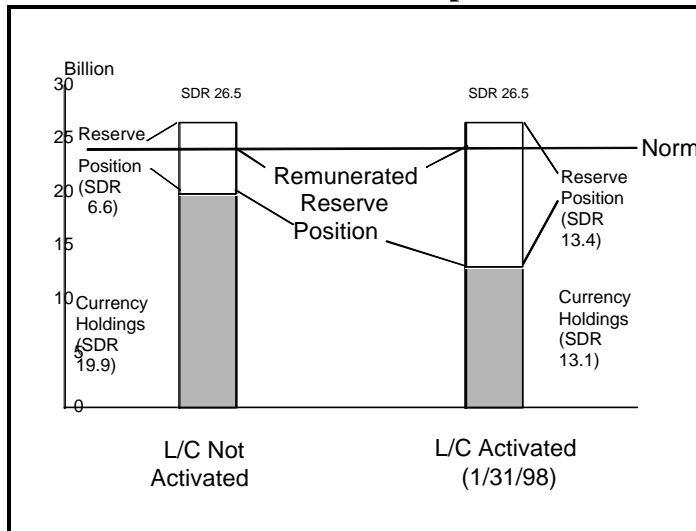 Billion
30
SDR 26.5
SDR 26.5
25
Reserve
Position
(SDR
6.6)
Norm
Remunerated
Reserve
Position
Reserve
Position
(SDR
13.4)
20
15
10
Currency
Holdings
(SDR
19.9)
Currency
Holdings
(SDR
13.1)
5
0
L/C Not
Activated
L/C Activated
(1/31/98)